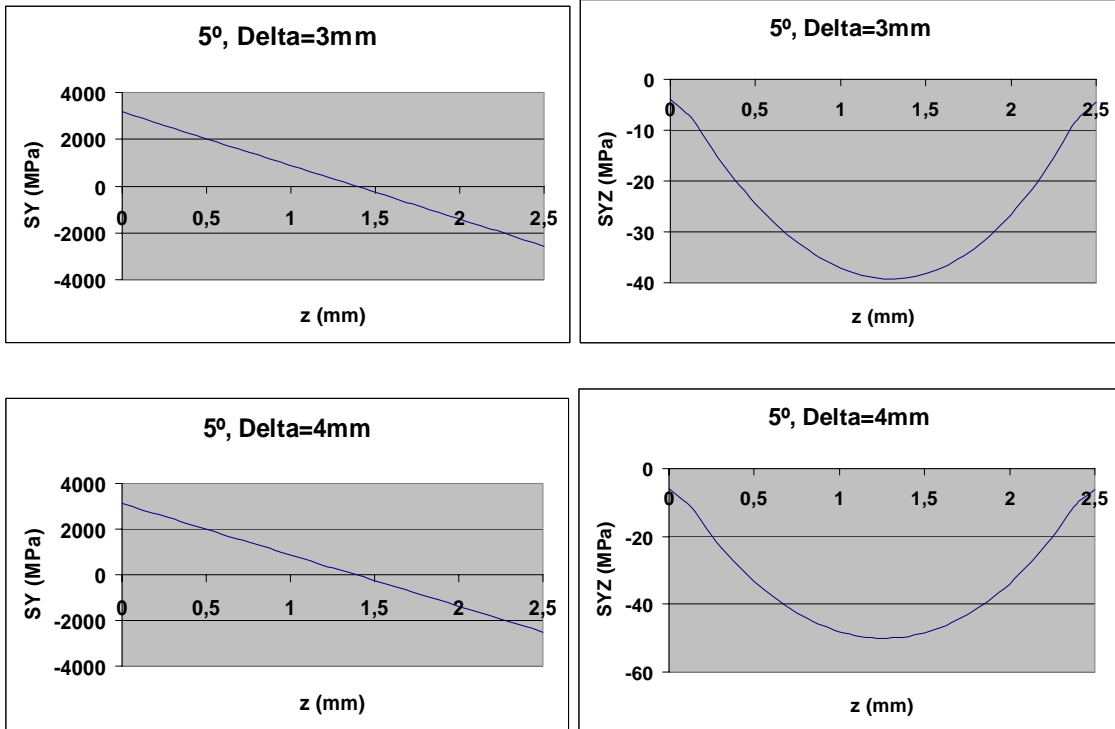 5º, Delta=3mm
SY (MPa)
4000
2000
0
-2000
-4000
0 0,5 1 1,5 2 2,5
z (mm)
5º, Delta=3mm
SYZ (MPa)
0
-10
-20
-30
-40
0 0,5 1 1,5 2 2,5
z (mm)
5º, Delta=4mm
SY (MPa)
4000
2000
0
-2000
-4000
0 0,5 1 1,5 2 2,5
z (mm)
5º, Delta=4mm
SYZ (MPa)
0
-20
-40
-60
0 0,5 1 1,5 2 2,5
z (mm)